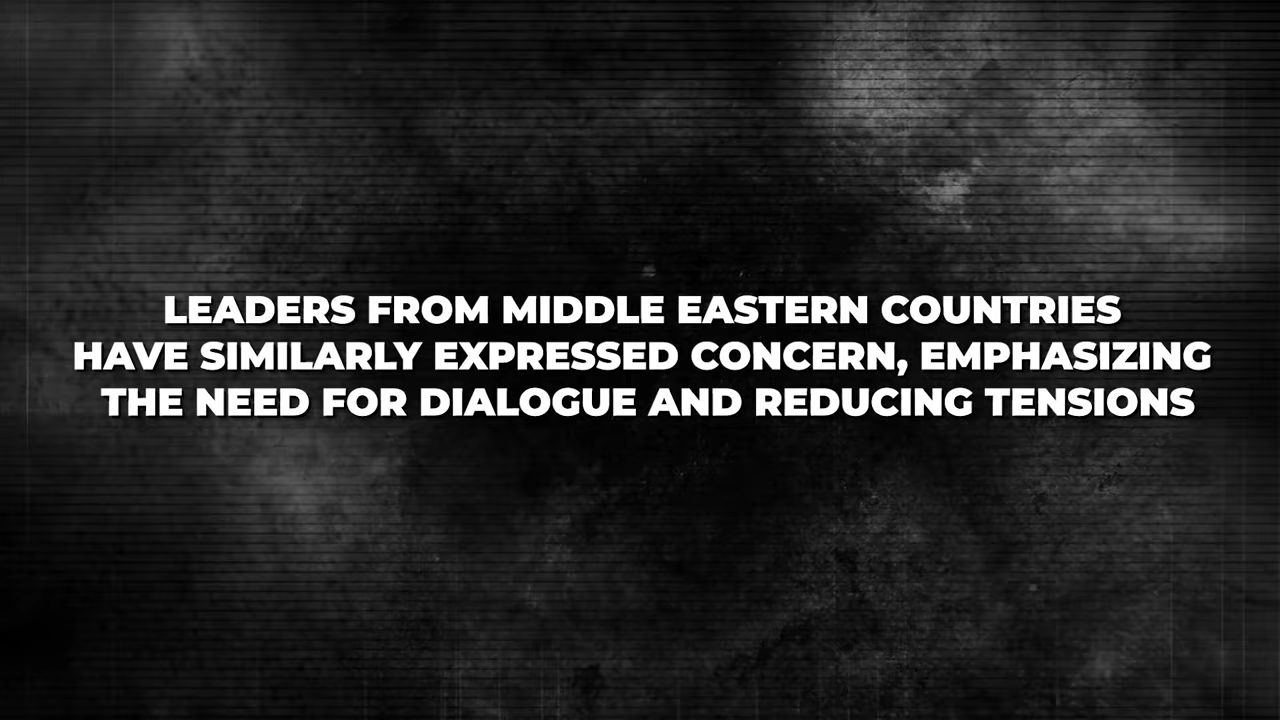 LEADERS FROM MIDDLE EASTERN COUNTRIES
HAVE SIMILARLY EXPRESSED CONCERN, EMPHASIZING
THE NEED FOR DIALOGUE AND REDUCING TENSIONS